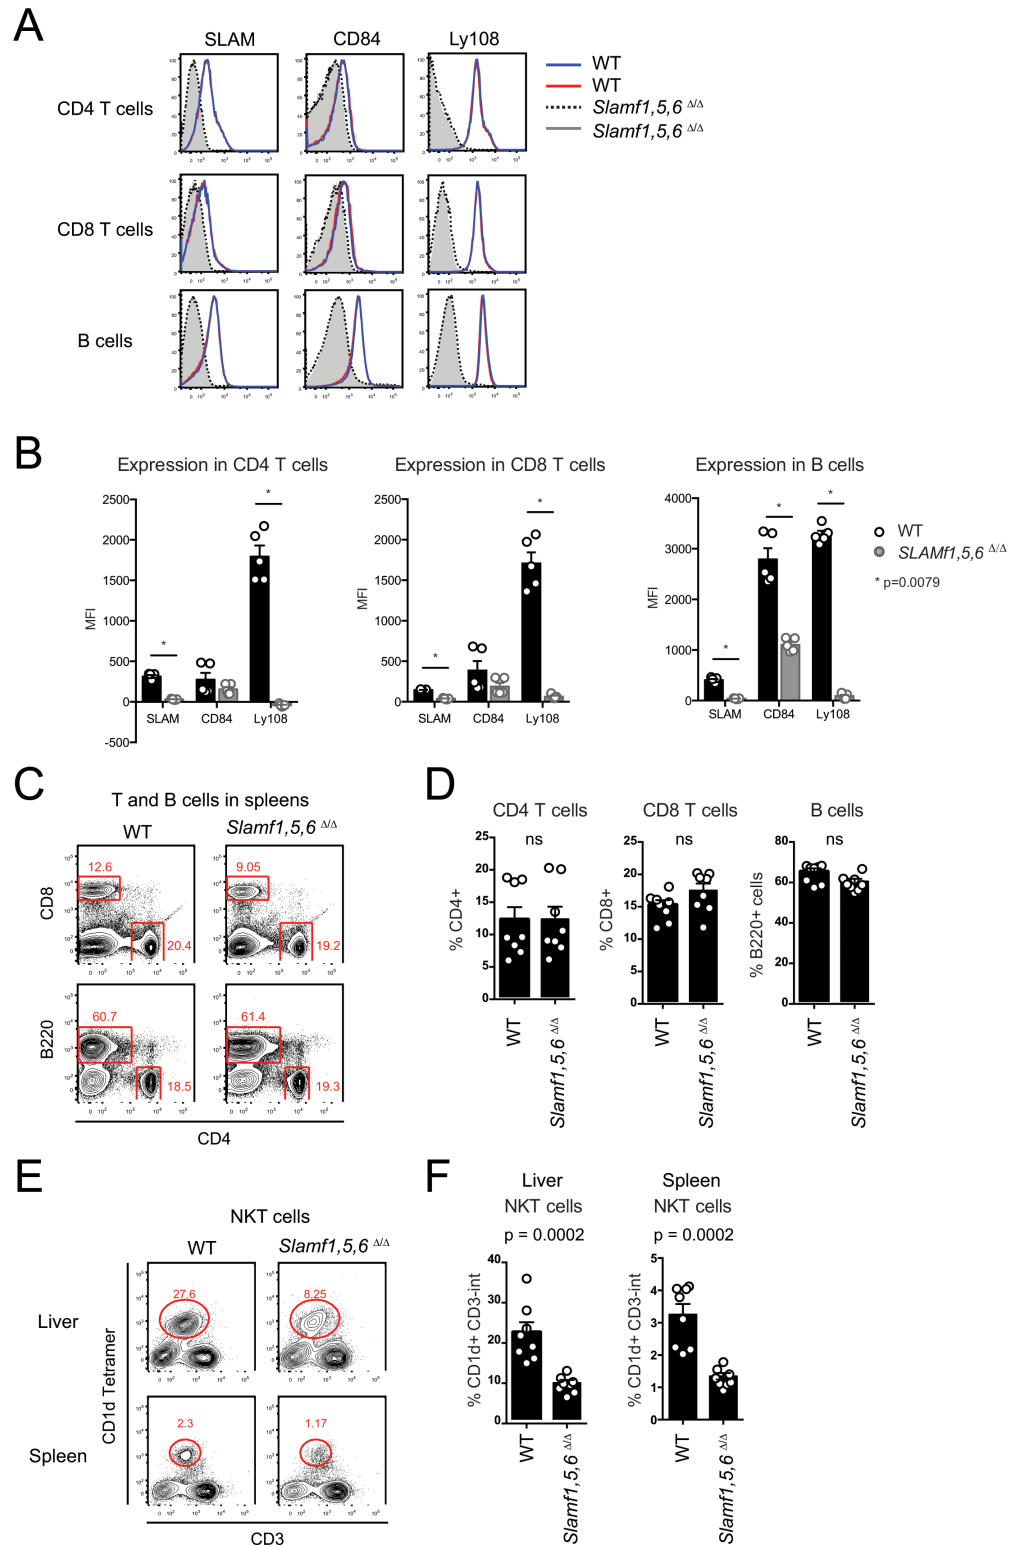 A
SLAM CD84 Ly108
CD4 T cells
CD8 T cells
B cells
WT
WT
Slamf1,5,6 Δ/Δ
Slamf1,5,6 Δ/Δ
B
Expression in CD4 T cells
MFI
2500
2000
1500
1000
500
0
-500
SLAM CD84 Ly108
* *
Expression in CD8 T cells
MFI
2500
2000
1500
1000
500
0
SLAM CD84 Ly108
* *
Expression in B cells
MFI
4000
3000
2000
1000
0
SLAM CD84 Ly108
* * *
WT
SLAMf1,5,6 Δ/Δ
* p=0.0079
C
T and B cells in spleens
WT Slamf1,5,6 Δ/Δ
CD8
12.6
20.4
9.05
19.2
B220
60.7
18.5
61.4
19.3
CD4
D
CD4 T cells
ns
% CD4+
25
20
15
10
5
0
WT
Slamf1,5,6 Δ/Δ
CD8 T cells
ns
% CD8+
25
20
15
10
5
0
WT
Slamf1,5,6 Δ/Δ
B cells
ns
% B220+ cells
80
60
40
20
0
WT
Slamf1,5,6 Δ/Δ
E
NKT cells
WT Slamf1,5,6 Δ/Δ
Liver
27.6
8.25
Spleen
2.3
1.17
CD1d Tetramer
CD3
F
Liver
NKT cells
p = 0.0002
% CD1d+ CD3-int
40
30
20
10
0
WT
Slamf1,5,6 Δ/Δ
Spleen
NKT cells
p = 0.0002
% CD1d+ CD3-int
5
4
3
2
1
0
WT
Slamf1,5,6 Δ/Δ